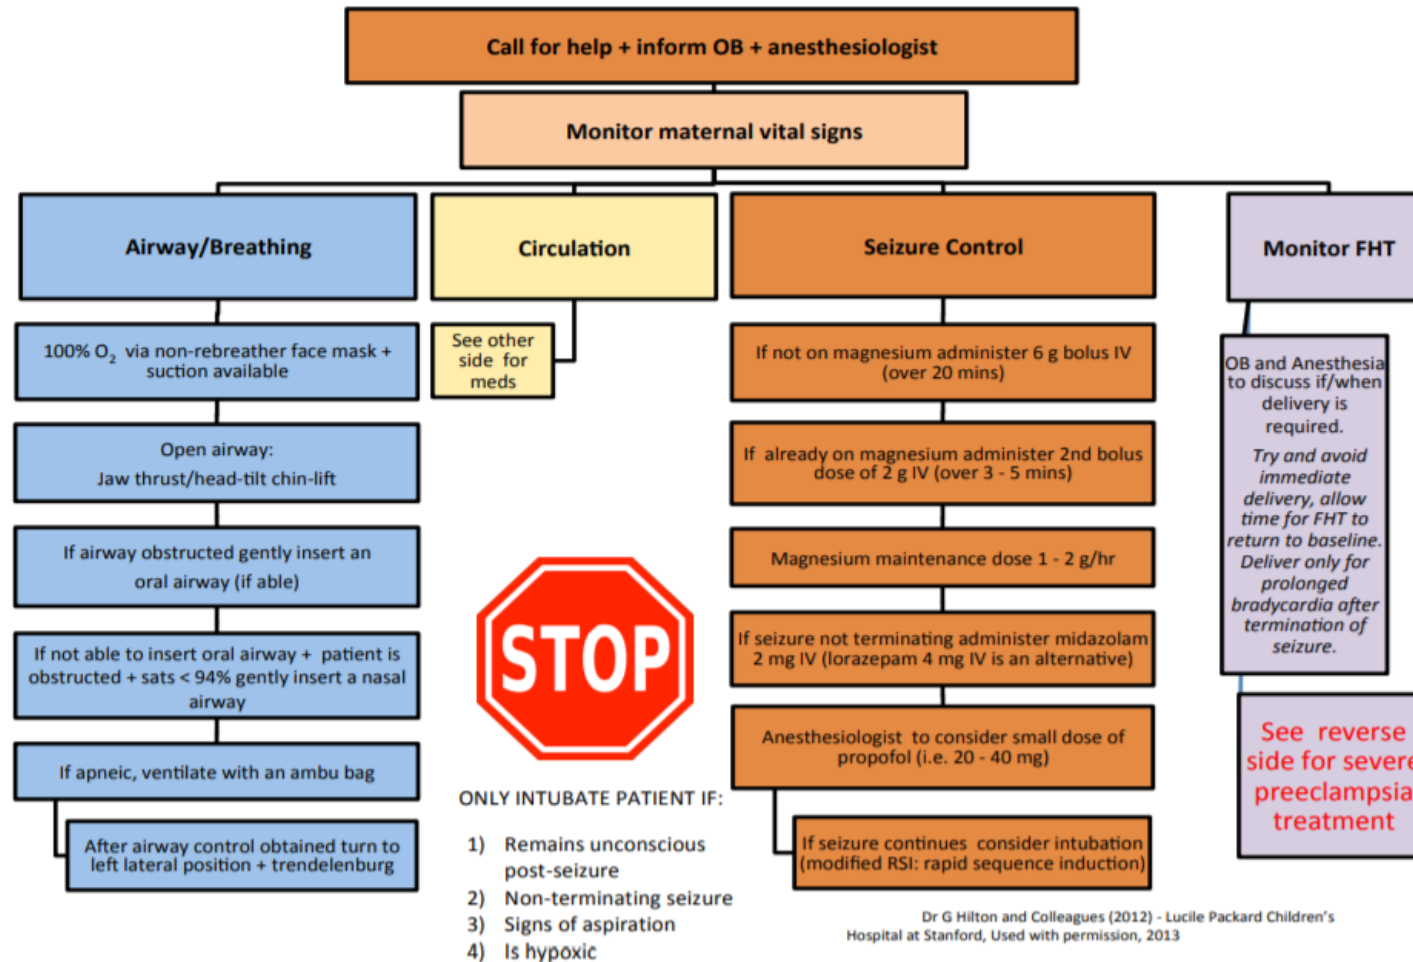 Call for help + inform OB + anesthesiologist
Monitor maternal vital signs
Airway/Breathing
100% O2 via non-rebreather face mask +
suction available
Open airway:
Jaw thrust/head-tilt chin-lift
If airway obstructed gently insert an
oral airway (if able)
If not able to insert oral airway + patient is
obstructed + sats < 94% gently insert a nasal
airway
If apneic, ventilate with an ambu bag
After airway control obtained turn to
left lateral position + trendelenburg
Circulation
See other
side for
meds
STOP
ONLY INTUBATE PATIENT IF:
1) Remains unconscious
post-seizure
2) Non-terminating seizure
3) Signs of aspiration
4) Is hypoxic
Seizure Control
If not on magnesium administer 6 g bolus IV
(over 20 mins)
If already on magnesium administer 2nd bolus
dose of 2 g IV (over 3 - 5 mins)
Magnesium maintenance dose 1 - 2 g/hr
If seizure not terminating administer midazolam
2 mg IV (lorazepam 4 mg IV is an alternative)
Anesthesiologist to consider small dose of
propofol (i.e. 20 - 40 mg)
If seizure continues consider intubation
(modified RSI: rapid sequence induction)
Monitor FHT
OB and Anesthesia
to discuss if/when
delivery is
required.
Try and avoid
immediate
delivery, allow
time for FHT to
return to baseline.
Deliver only for
prolonged
bradycardia after
termination of
seizure.
See reverse
side for severe
preeclampsia
treatment
Dr G Hilton and Colleagues (2012) - Lucile Packard Children's
Hospital at Stanford, Used with permission, 2013